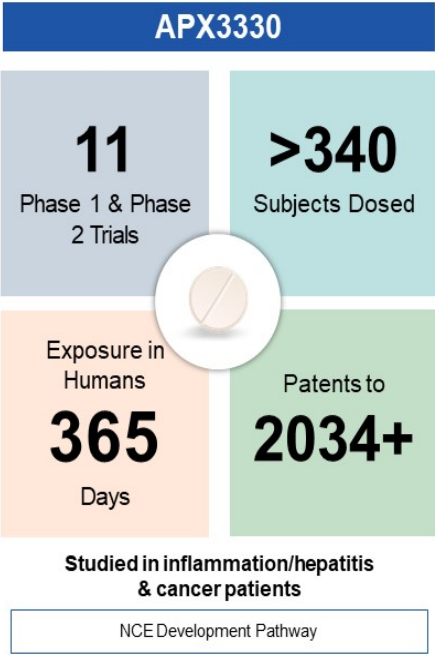 APX3330
11
Phase 1 & Phase
2 Trials
>340
Subjects Dosed
Exposure in
Humans
365
Days
Patents to
2034+
Studied in inflammation/hepatitis
& cancer patients
NCE Development Pathway